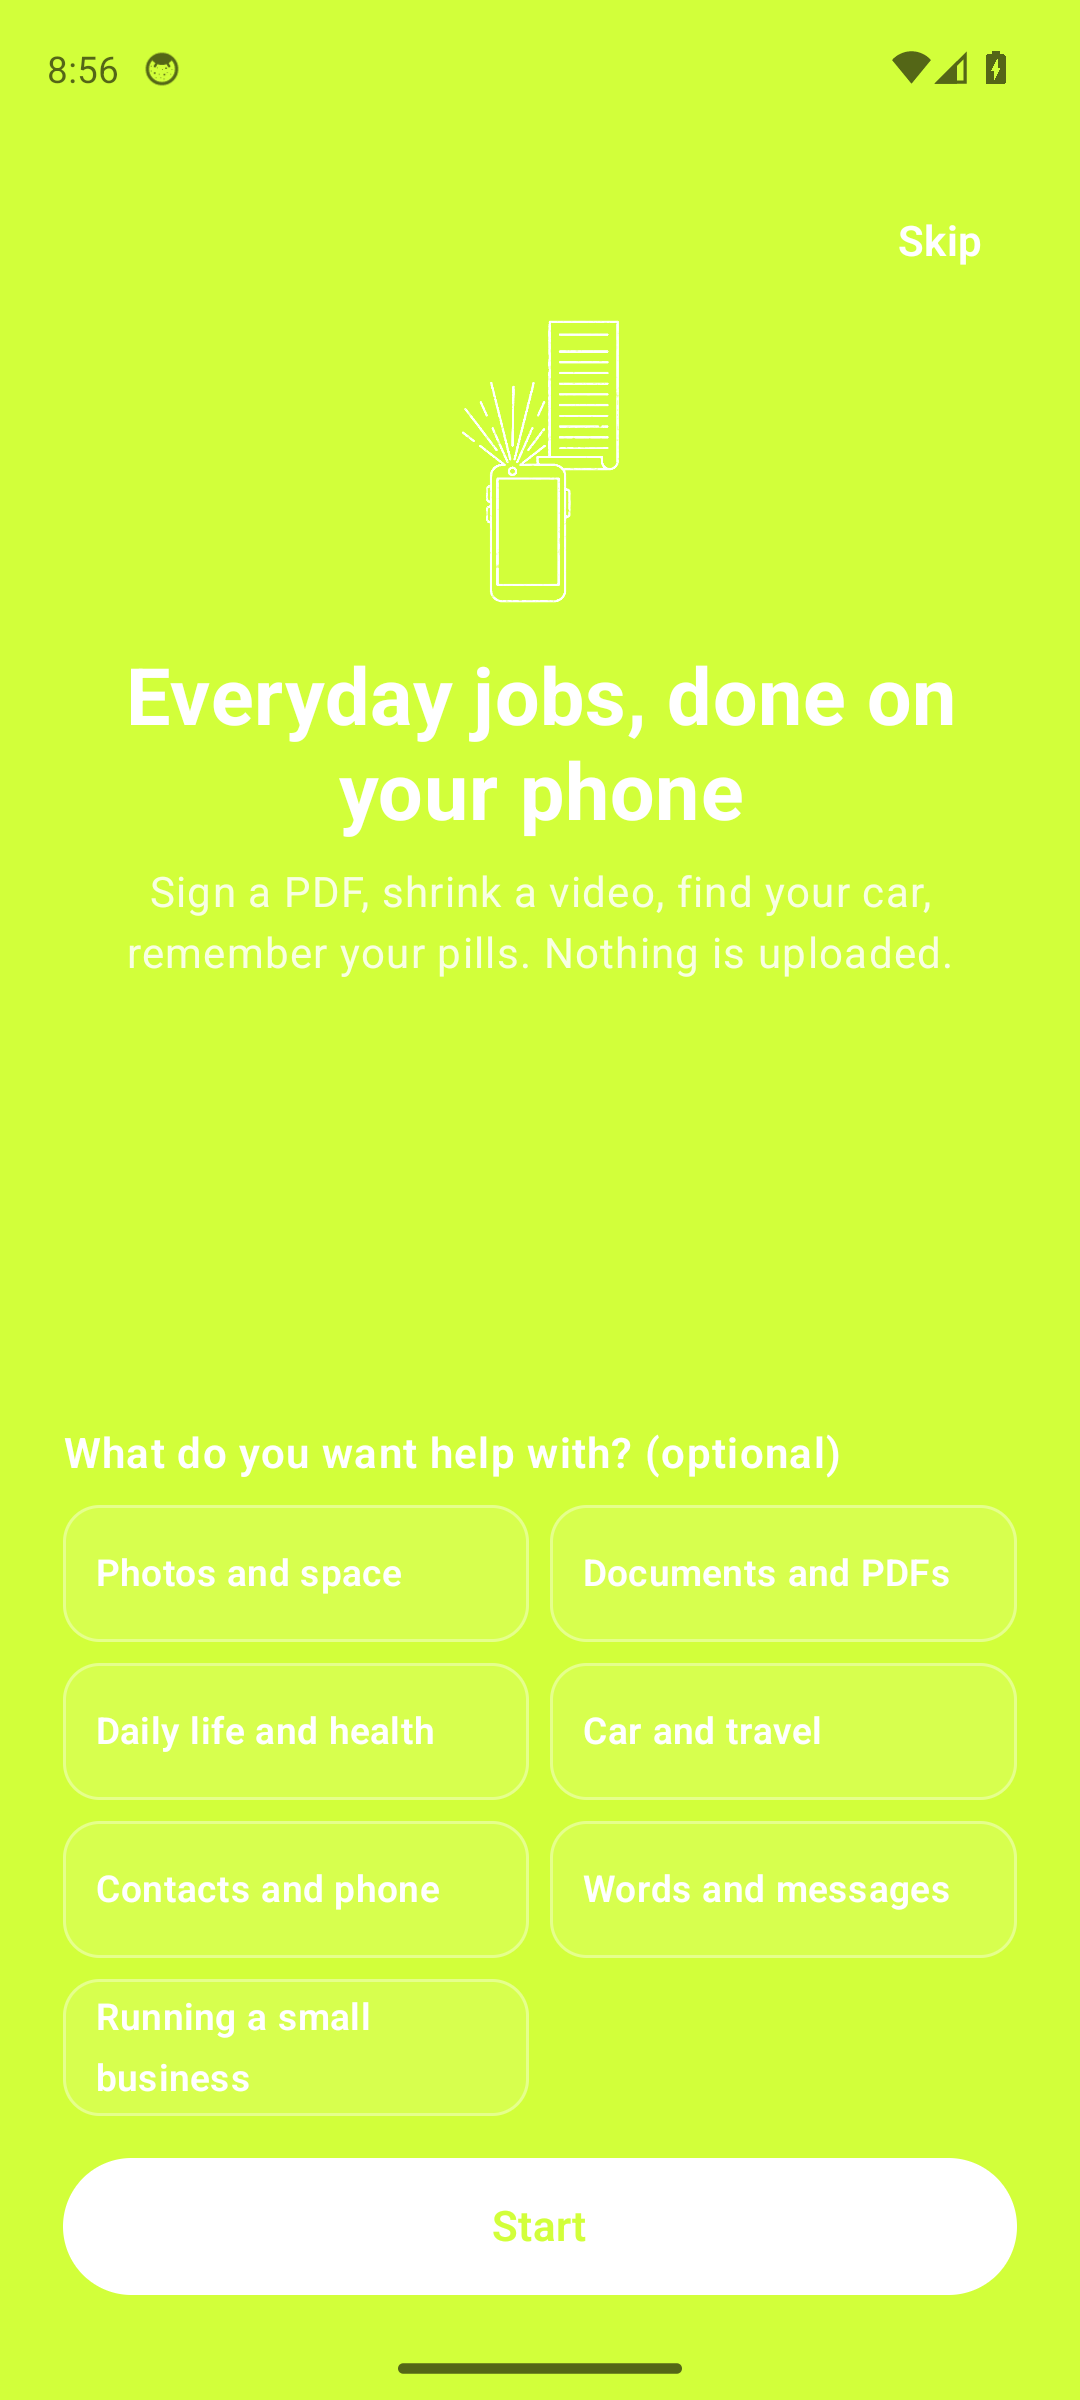 8:56
Skip
Everyday jobs, done on
your phone
Sign a PDF, shrink a video, find your car,
remember your pills. Nothing is uploaded.
What do you want help with? (optional)
Photos and space
Documents and PDFs
Daily life and health
Car and travel
Contacts and phone
Words and messages
Running a small
business
Start